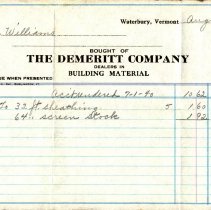 Waterbury, Vermont Aug
Williams
BOUGHT OF
THE DEMERITT COMPANY
DEALERS IN
BUILDING MATERIAL
E WHEN PRESENTED
Acct rendered 7-1-40 10 62
To 32 ft sheathing 5 1 60
64 " screen stock 1 92